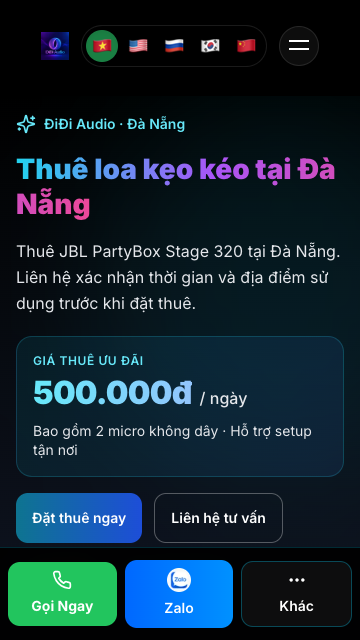 ĐiĐi Audio · Đà Nẵng
Thuê loa kẹo kéo tại Đà
Nẵng
Thuê JBL PartyBox Stage 320 tại Đà Nẵng.
Liên hệ xác nhận thời gian và địa điểm sử
dụng trước khi đặt thuê.
GIÁ THUÊ ƯU ĐÃI
500.000đ / ngày
Bao gồm 2 micro không dây · Hỗ trợ setup
tận nơi
Đặt thuê ngay
Liên hệ tư vấn
Zalo
Gọi Ngay
Zalo
Khác